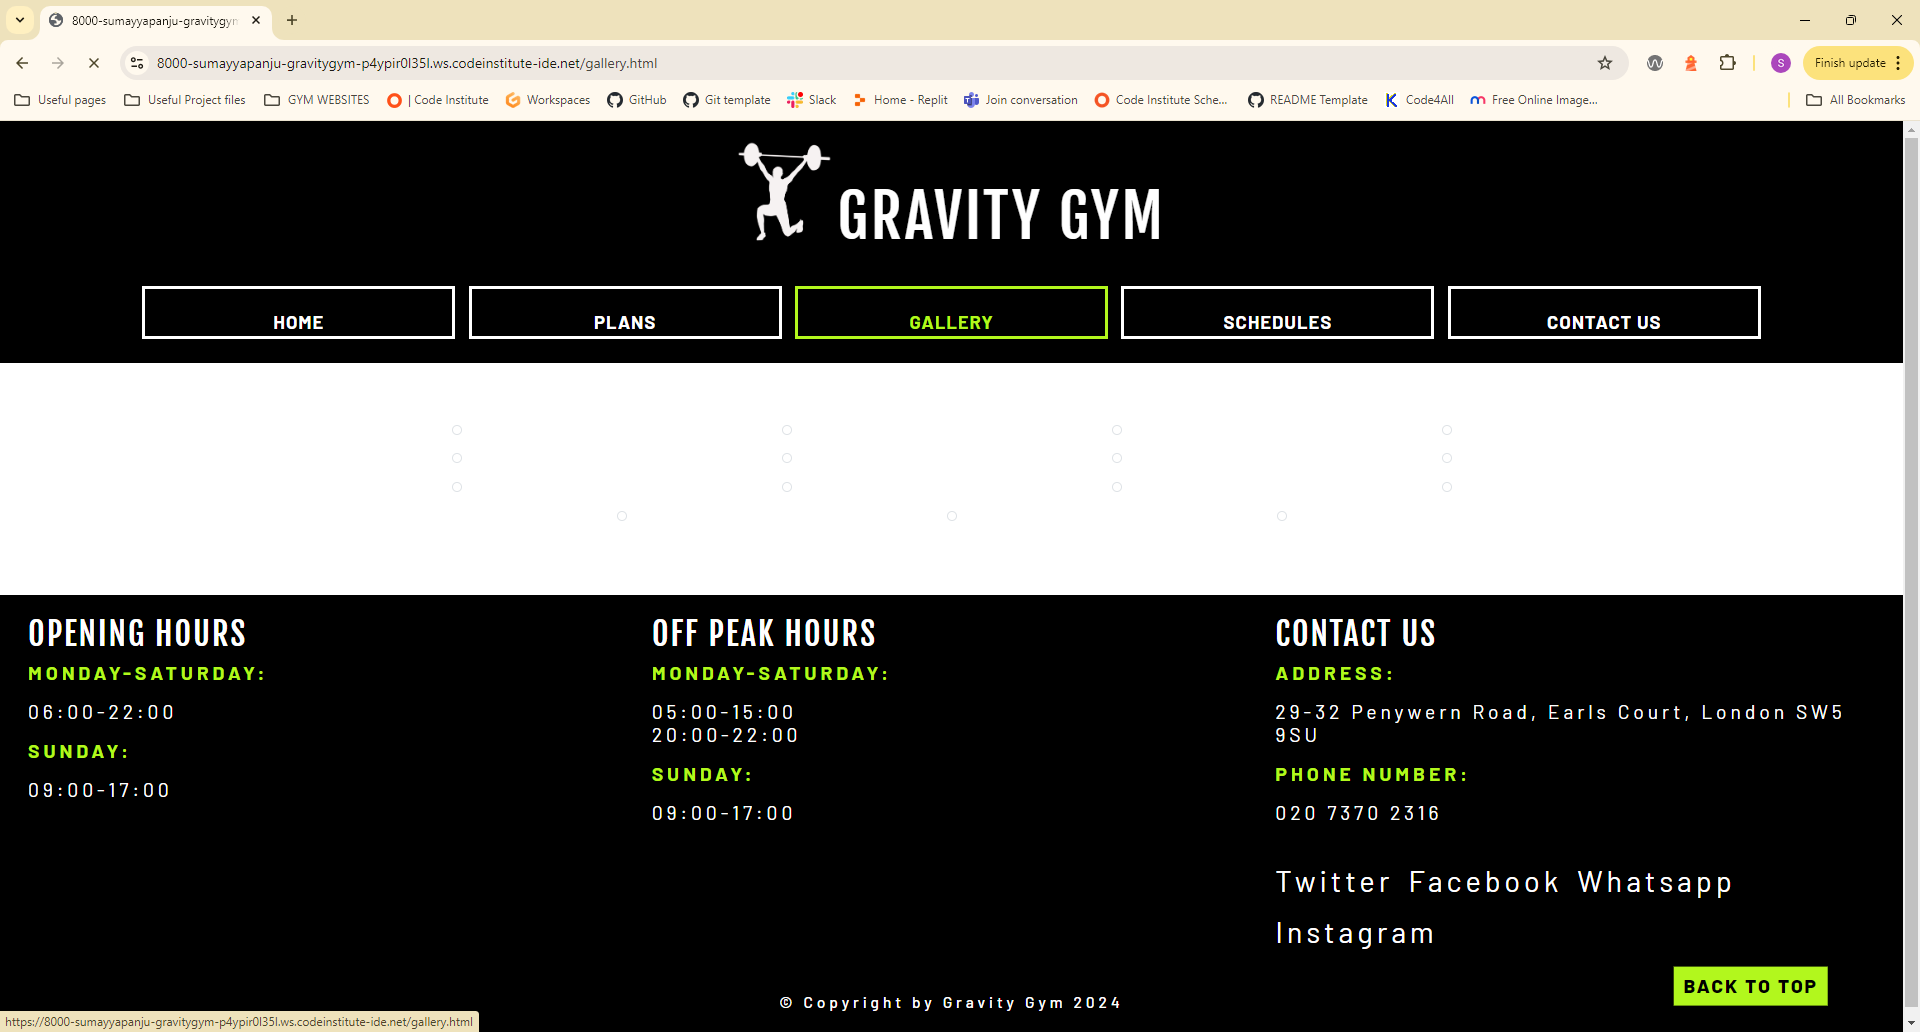 8000-sumayyapanju-gravitygym
8000-sumayyapanju-gravitygym-p4ypir0l35l.ws.codeinstitute-ide.net/gallery.html
S
Finish update
Useful pages
Useful Project files
GYM WEBSITES
| Code Institute
Workspaces
GitHub
Git template
Slack
Home - Replit
Join conversation
Code Institute Sche...
README Template
Code4All
Free Online Image...
All Bookmarks
GRAVITY GYM
HOME
PLANS
GALLERY
SCHEDULES
CONTACT US
OPENING HOURS
MONDAY-SATURDAY:
06:00-22:00
SUNDAY:
09:00-17:00
OFF PEAK HOURS
MONDAY-SATURDAY:
05:00-15:00
20:00-22:00
SUNDAY:
09:00-17:00
CONTACT US
ADDRESS:
29-32 Penywern Road, Earls Court, London SW5
9SU
PHONE NUMBER:
020 7370 2316
Twitter Facebook Whatsapp
Instagram
BACK TO TOP
© Copyright by Gravity Gym 2024
https://8000-sumayyapanju-gravitygym-p4ypir0l35l.ws.codeinstitute-ide.net/gallery.html